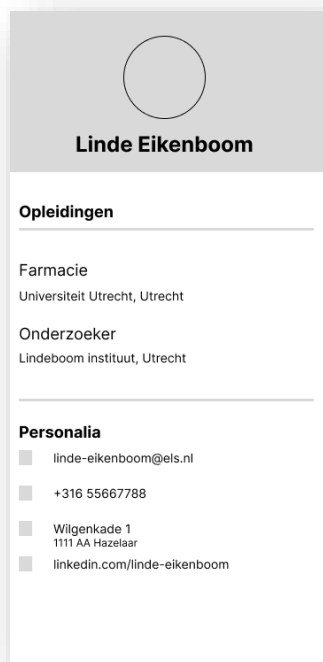 Linde Eikenboom
Opleidingen
Farmacie
Universiteit Utrecht, Utrecht
Onderzoeker
Lindeboom instituut, Utrecht
Personalia
linde-eikenboom@els.nl
+316 55667788
Wilgenkade 1
1111 AA Hazelaar
linkedin.com/linde-eikenboom